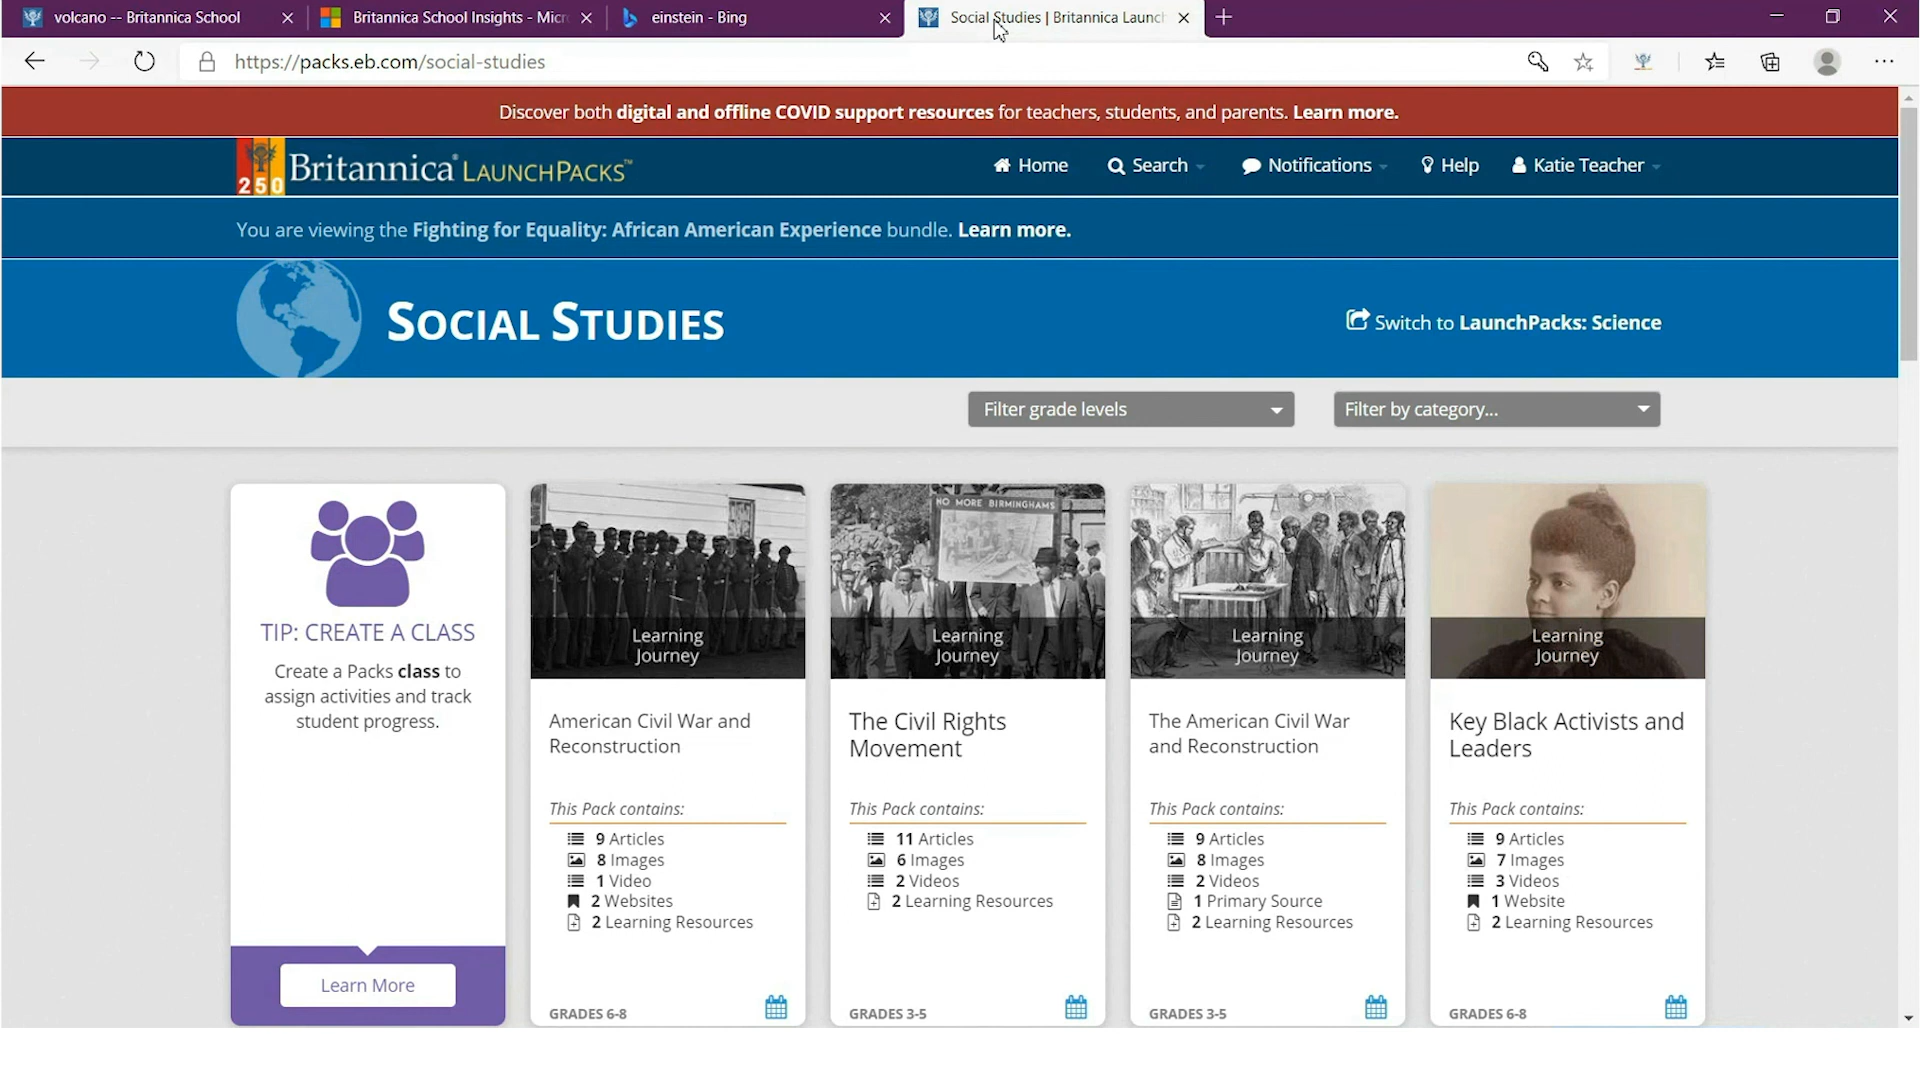 volcano -- Britannica School
Britannica School Insights - Micr
einstein - Bing
Social Studies | Britannica Launch
https://packs.eb.com/social-studies
Discover both digital and offline COVID support resources for teachers, students, and parents. Learn more.
250
Britannica® LAUNCHPACKS™
Home
Search
Notifications
Help
Katie Teacher
You are viewing the Fighting for Equality: African American Experience bundle. Learn more.
SOCIAL STUDIES
Switch to LaunchPacks: Science
Filter grade levels
Filter by category...
TIP: CREATE A CLASS
Create a Packs class to
assign activities and track
student progress.
Learn More
Learning
Journey
American Civil War and
Reconstruction
This Pack contains:
9 Articles
8 Images
1 Video
2 Websites
2 Learning Resources
GRADES 6-8
NO MORE BIRMINGHAMS
Learning
Journey
The Civil Rights
Movement
This Pack contains:
11 Articles
6 Images
2 Videos
2 Learning Resources
GRADES 3-5
Learning
Journey
The American Civil War
and Reconstruction
This Pack contains:
9 Articles
8 Images
2 Videos
1 Primary Source
2 Learning Resources
GRADES 3-5
Learning
Journey
Key Black Activists and
Leaders
This Pack contains:
9 Articles
7 Images
3 Videos
1 Website
2 Learning Resources
GRADES 6-8